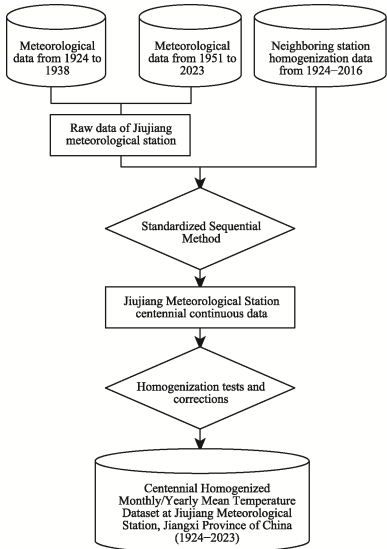 Meteorological
data from 1924 to
1938
Meteorological
data from 1951 to
2023
Neighboring station
homogenization data
from 1924−2016
Raw data of Jiujiang
meteorological station
Standardized Sequential
Method
Jiujiang Meteorological Station
centennial continuous data
Homogenization tests and
corrections
Centennial Homogenized
Monthly/Yearly Mean Temperature
Dataset at Jiujiang Meteorological
Station, Jiangxi Province of China
(1924−2023)